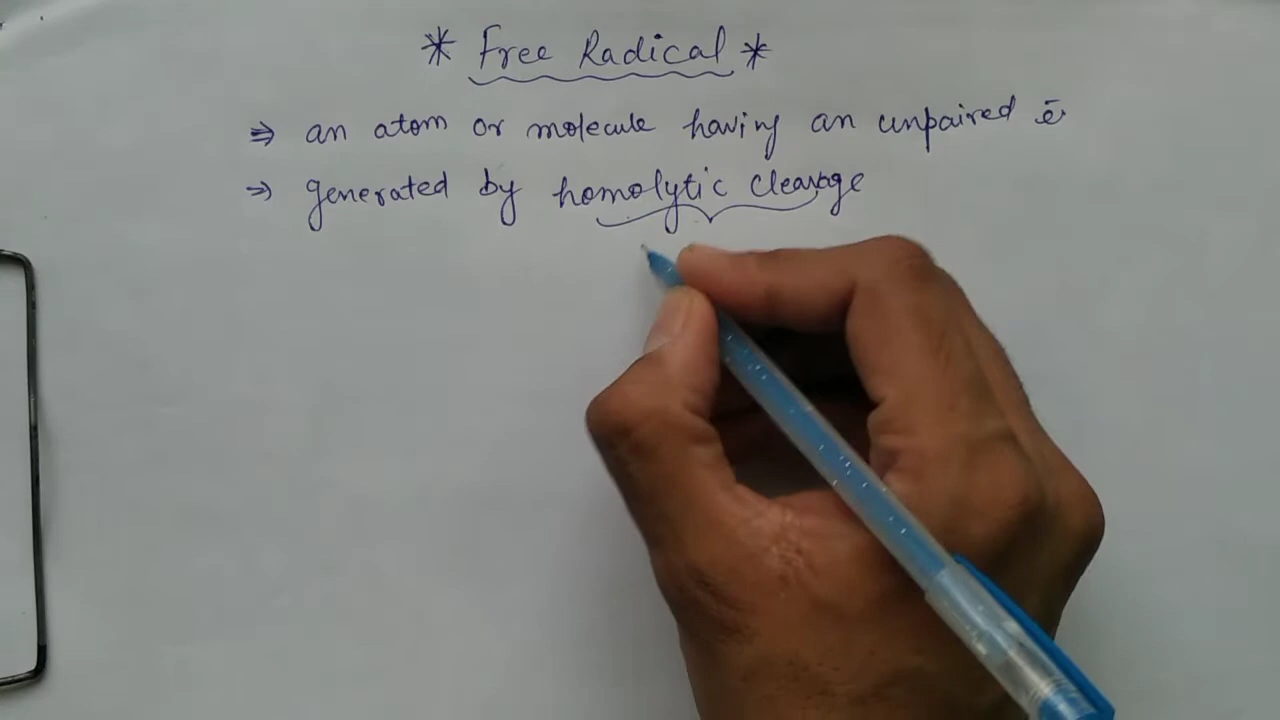 * Free Radical *
⇒ an atom or molecule having an unpaired ē
⇒ generated by homolytic cleavage